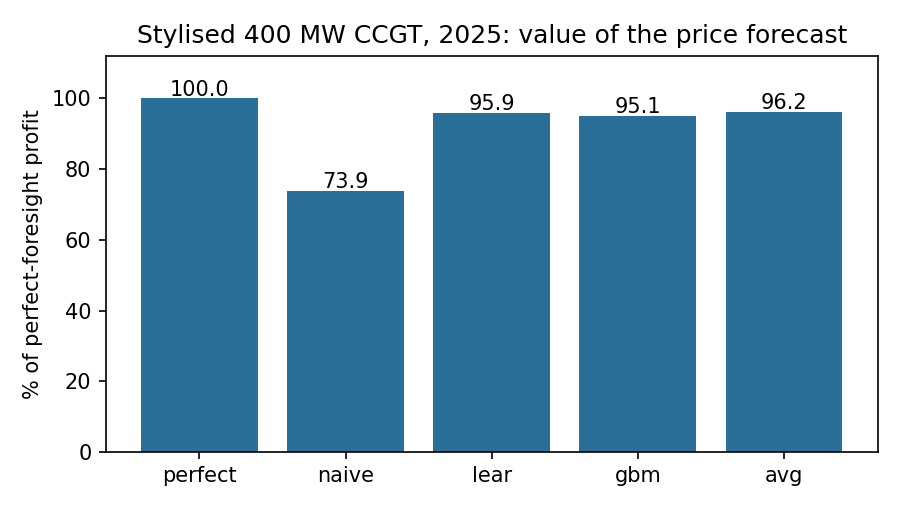 Stylised 400 MW CCGT, 2025: value of the price forecast
% of perfect-foresight profit
100
80
60
40
20
0
100.0
73.9
95.9
95.1
96.2
perfect
naive
lear
gbm
avg